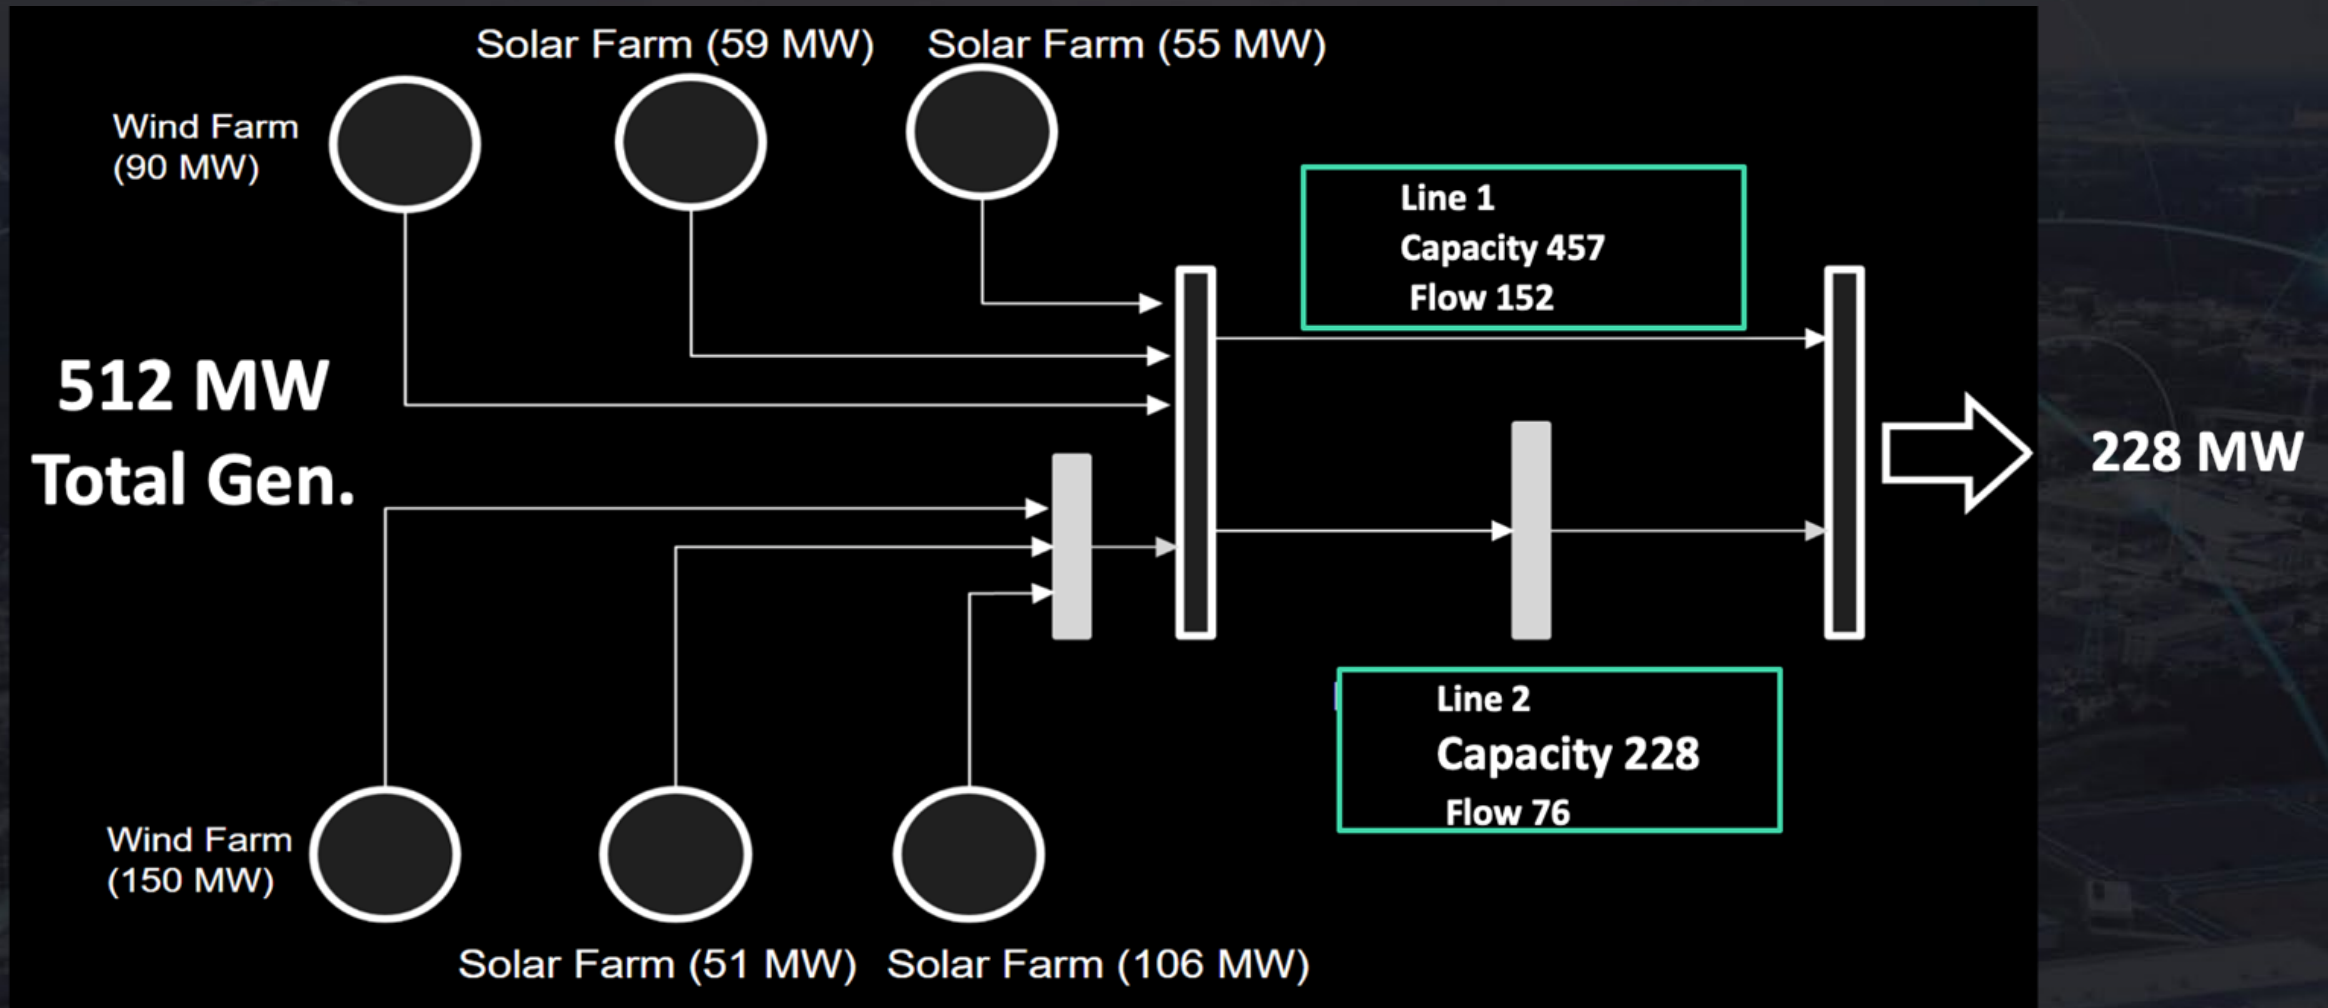 Solar Farm (59 MW)
Solar Farm (55 MW)
Wind Farm
(90 MW)
Line 1
Capacity 457
Flow 152
512 MW
Total Gen.
228 MW
Line 2
Capacity 228
Flow 76
Wind Farm
(150 MW)
Solar Farm (51 MW)
Solar Farm (106 MW)